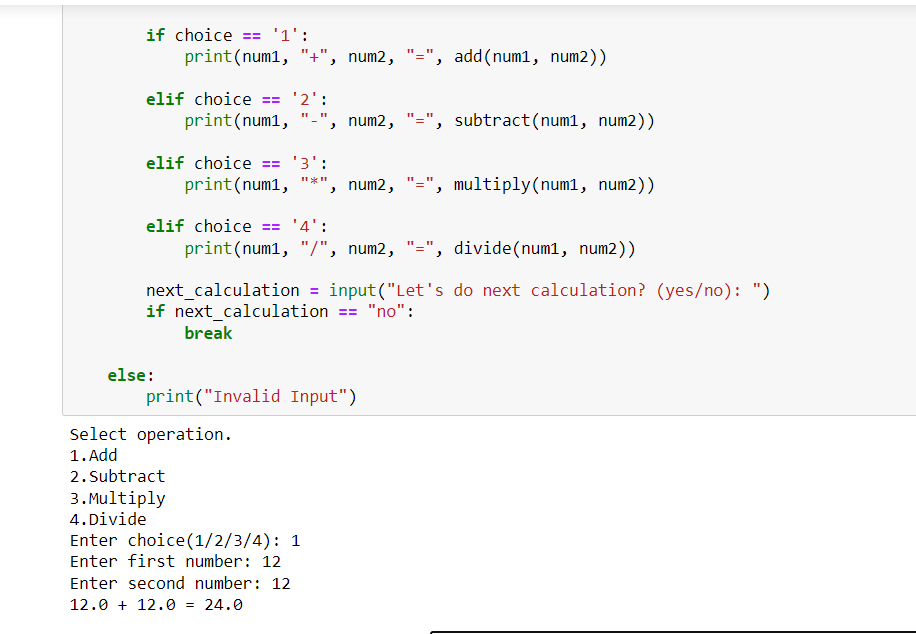 if choice == '1':
print(num1, "+", num2, "=", add(num1, num2))
elif choice == '2':
print(num1, "-", num2, "=", subtract(num1, num2))
elif choice == '3':
print(num1, "*", num2, "=", multiply(num1, num2))
elif choice == '4':
print(num1, "/", num2, "=", divide(num1, num2))
next_calculation = input("Let's do next calculation? (yes/no): ")
if next_calculation == "no":
break
else:
print("Invalid Input")
Select operation.
1.Add
2.Subtract
3.Multiply
4.Divide
Enter choice(1/2/3/4): 1
Enter first number: 12
Enter second number: 12
12.0 + 12.0 = 24.0